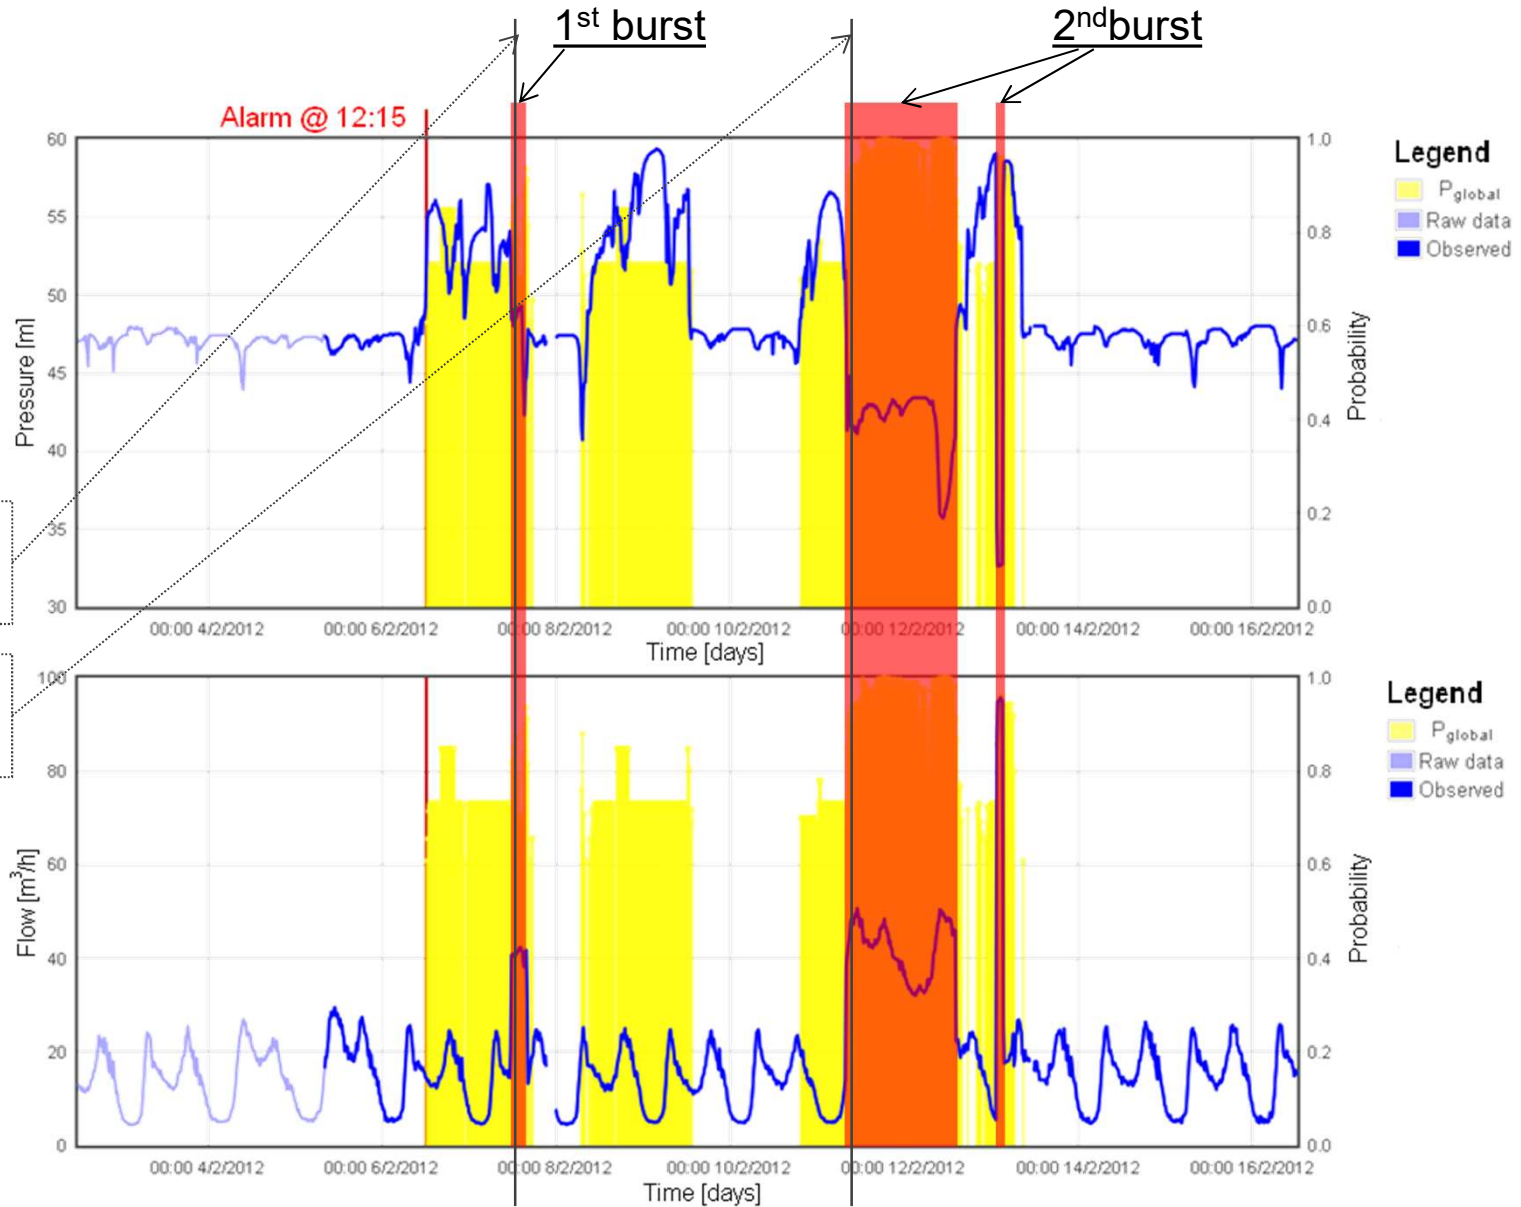 1st burst
2ndburst
Alarm @ 12:15
60
55
50
45
40
35
30
Pressure [m]
1.0
0.8
0.6
0.4
0.2
0.0
Probability
Legend
Pglobal
Raw data
Observed
00:00 4/2/2012
00:00 6/2/2012
00:00 8/2/2012
00:00 10/2/2012
00:00 12/2/2012
00:00 14/2/2012
00:00 16/2/2012
Time [days]
100
80
60
40
20
0
Flow [m³/h]
1.0
0.8
0.6
0.4
0.2
0.0
Probability
Legend
Pglobal
Raw data
Observed
00:00 4/2/2012
00:00 6/2/2012
00:00 8/2/2012
00:00 10/2/2012
00:00 12/2/2012
00:00 14/2/2012
00:00 16/2/2012
Time [days]